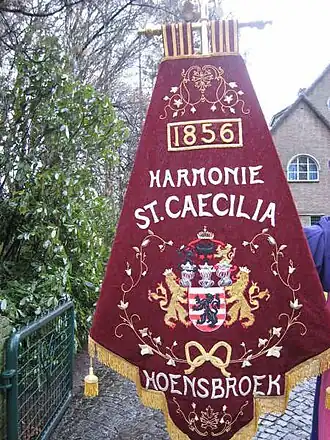 1856
HARMONIE
ST. CAECILIA
HOENSBROEK